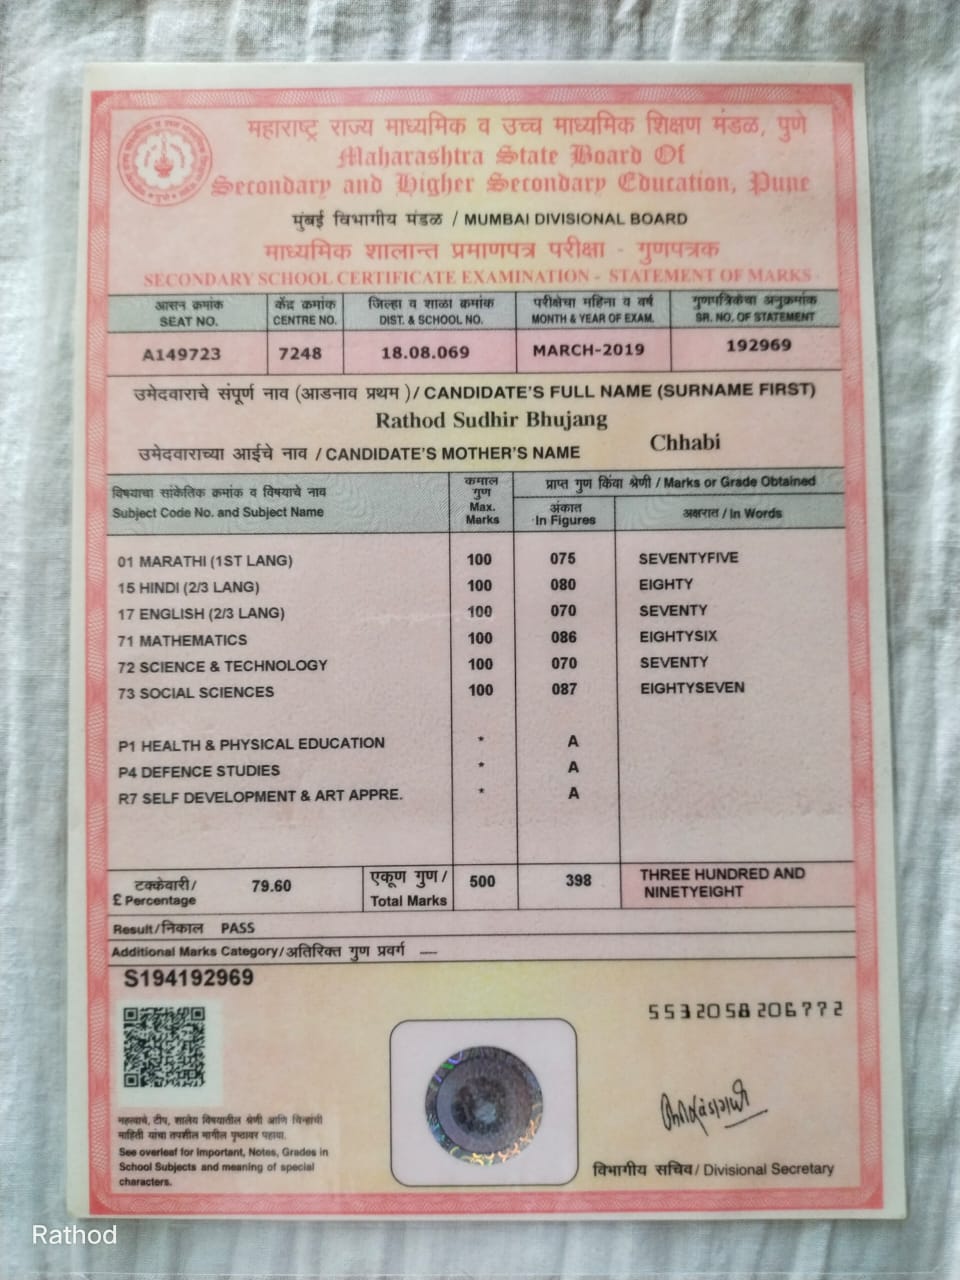 महाराष्ट्र राज्य माध्यमिक व उच्च माध्यमिक शिक्षण मंडळ, पुणे
Maharashtra State Board Of
Secondary and Higher Secondary Education, Pune
मुंबई विभागीय मंडळ / MUMBAI DIVISIONAL BOARD
माध्यमिक शालान्त प्रमाणपत्र परीक्षा - गुणपत्रक
SECONDARY SCHOOL CERTIFICATE EXAMINATION - STATEMENT OF MARKS
आसन क्रमांक केंद्र क्रमांक जिल्हा व शाळा क्रमांक परीक्षेचा महिना व वर्ष गुणपत्रिकेचा अनुक्रमांक
SEAT NO. CENTRE NO. DIST. & SCHOOL NO. MONTH & YEAR OF EXAM. SR. NO. OF STATEMENT
A149723 7248 18.08.069 MARCH-2019 192969
उमेदवाराचे संपूर्ण नाव (आडनाव प्रथम )/ CANDIDATE'S FULL NAME (SURNAME FIRST)
Rathod Sudhir Bhujang
उमेदवाराच्या आईचे नाव / CANDIDATE'S MOTHER'S NAME Chhabi
विषयाचा सांकेतिक क्रमांक व विषयाचे नाव
Subject Code No. and Subject Name
कमाल
गुण
Max.
Marks
प्राप्त गुण किंवा श्रेणी / Marks or Grade Obtained
अंकात
In Figures
अक्षरात / In Words
01 MARATHI (1ST LANG) 100 075 SEVENTYFIVE
15 HINDI (2/3 LANG) 100 080 EIGHTY
17 ENGLISH (2/3 LANG) 100 070 SEVENTY
71 MATHEMATICS 100 086 EIGHTYSIX
72 SCIENCE & TECHNOLOGY 100 070 SEVENTY
73 SOCIAL SCIENCES 100 087 EIGHTYSEVEN
P1 HEALTH & PHYSICAL EDUCATION * A
P4 DEFENCE STUDIES * A
R7 SELF DEVELOPMENT & ART APPRE. * A
टक्केवारी/
£ Percentage
79.60
एकूण गुण /
Total Marks
500 398
THREE HUNDRED AND
NINETYEIGHT
Result/निकाल PASS
Additional Marks Category/अतिरिक्त गुण प्रवर्ग —
S194192969
5532058206772
महत्वाचे, टीप, शालेय विषयातील श्रेणी आणि चिन्हांची
माहिती यांचा तपशील मागील पृष्ठावर पहावा.
See overleaf for Important, Notes, Grades in
School Subjects and meaning of special
characters.
विभागीय सचिव / Divisional Secretary
Rathod